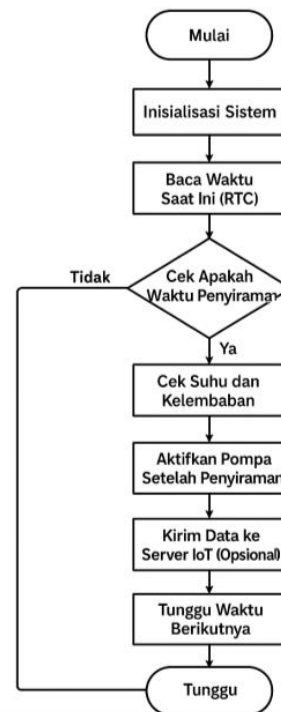 Mulai
Inisialisasi Sistem
Baca Waktu
Saat Ini (RTC)
Cek Apakah
Waktu Penyiraman
Tidak
Ya
Cek Suhu dan
Kelembaban
Aktifkan Pompa
Setelah Penyiraman
Kirim Data ke
Server IoT (Opsional)
Tunggu Waktu
Berikutnya
Tunggu